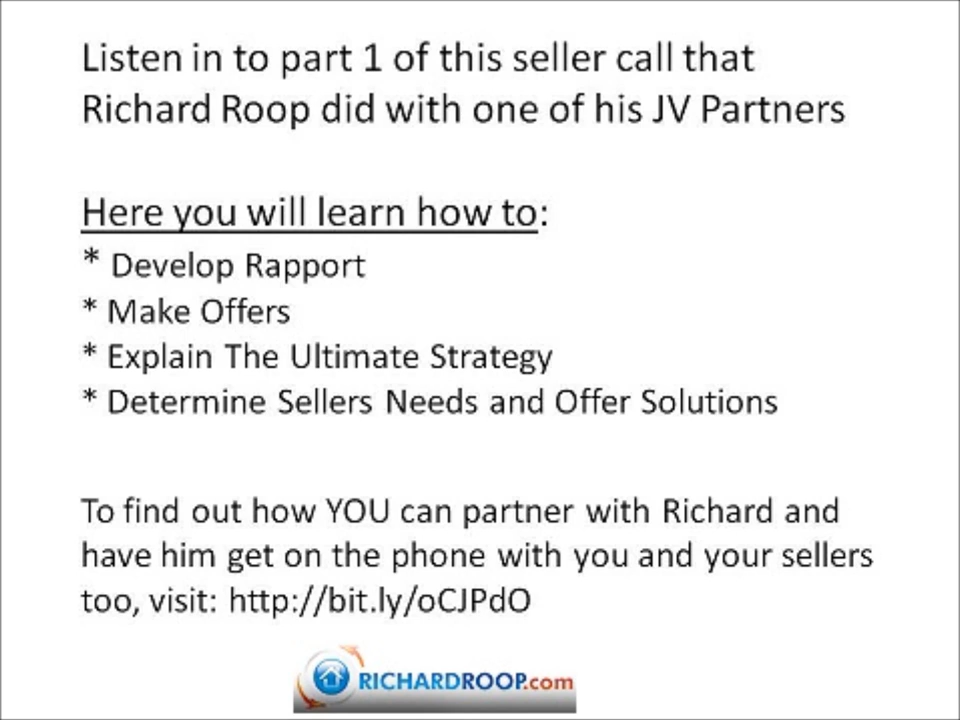 Listen in to part 1 of this seller call that
Richard Roop did with one of his JV Partners
Here you will learn how to:
* Develop Rapport
* Make Offers
* Explain The Ultimate Strategy
* Determine Sellers Needs and Offer Solutions
To find out how YOU can partner with Richard and
have him get on the phone with you and your sellers
too, visit: http://bit.ly/oCJPdO
RICHARDROOP.com